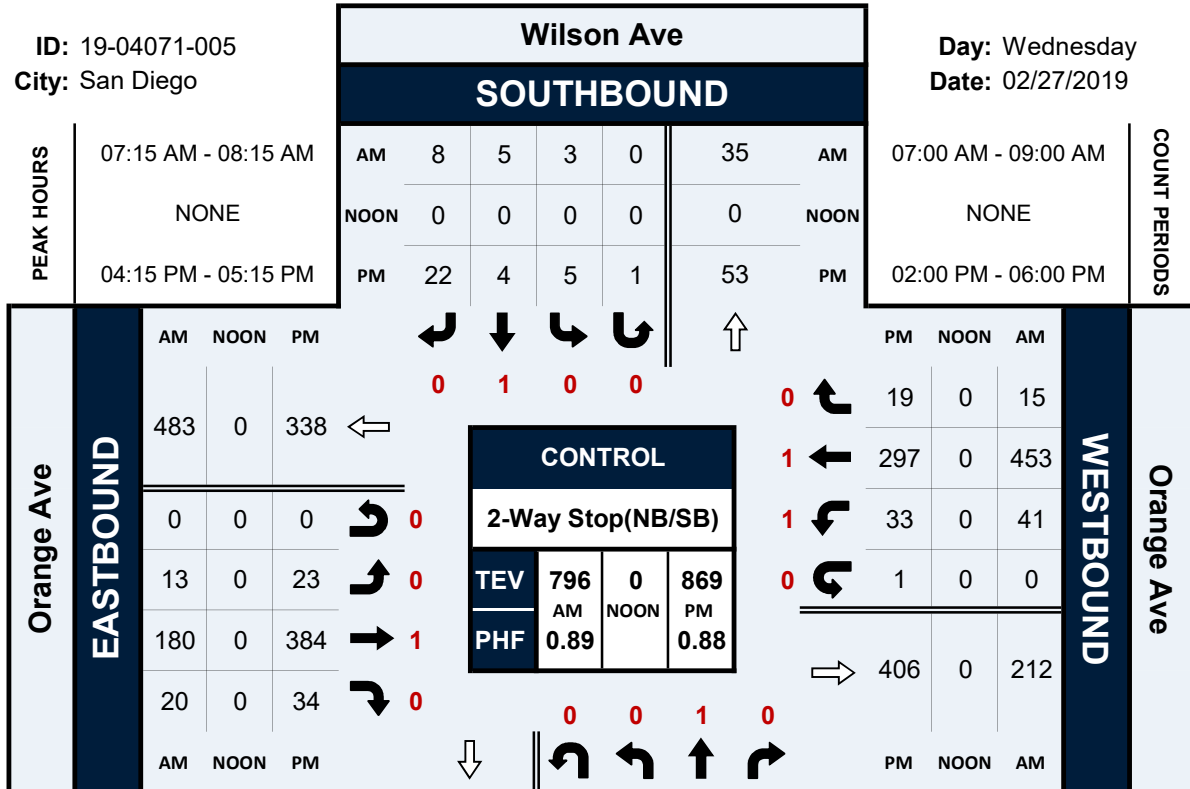 Wilson Ave
ID: 19-04071-005
Day: Wednesday
City: San Diego
Date: 02/27/2019
SOUTHBOUND
PEAK HOURS
07:15 AM - 08:15 AM
NONE
04:15 PM - 05:15 PM
AM 8 5 3 0 35 AM
NOON 0 0 0 0 0 NOON
PM 22 4 5 1 53 PM
07:00 AM - 09:00 AM
NONE
02:00 PM - 06:00 PM
COUNT PERIODS
Orange Ave
EASTBOUND
AM NOON PM
483 0 338
0 0 0 0
13 0 23 0
180 0 384 1
20 0 34 0
AM NOON PM
0 1 0 0
CONTROL
2-Way Stop(NB/SB)
TEV 796 0 869
AM NOON PM
PHF 0.89 0.88
0 0 1 0
PM NOON AM
0 19 0 15
1 297 0 453
1 33 0 41
0 1 0 0
406 0 212
PM NOON AM
WESTBOUND
Orange Ave